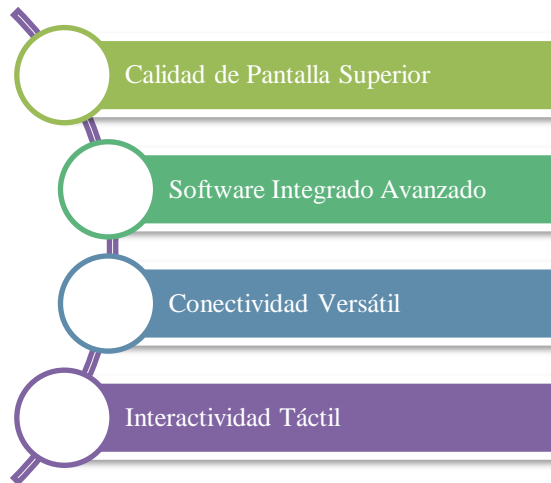 Calidad de Pantalla Superior
Software Integrado Avanzado
Conectividad Versátil
Interactividad Táctil